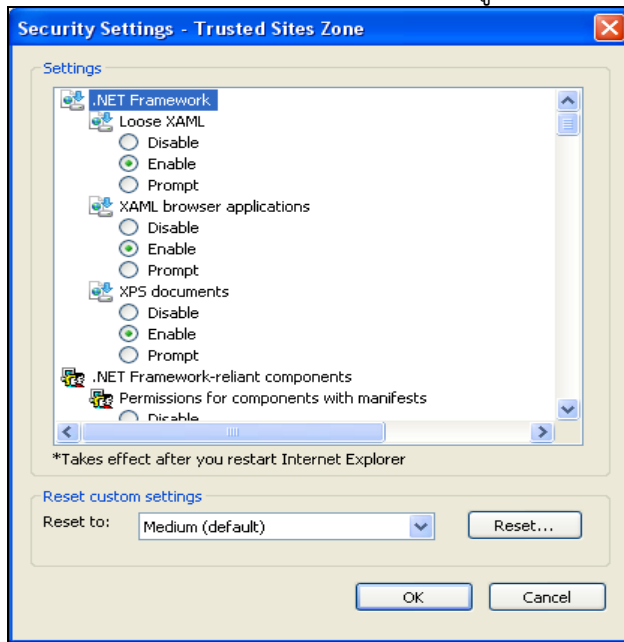 Security Settings - Trusted Sites Zone
Settings
.NET Framework
Loose XAML
Disable
Enable
Prompt
XAML browser applications
Disable
Enable
Prompt
XPS documents
Disable
Enable
Prompt
.NET Framework-reliant components
Permissions for components with manifests
Disable
*Takes effect after you restart Internet Explorer
Reset custom settings
Reset to:
Medium (default)
Reset...
OK
Cancel